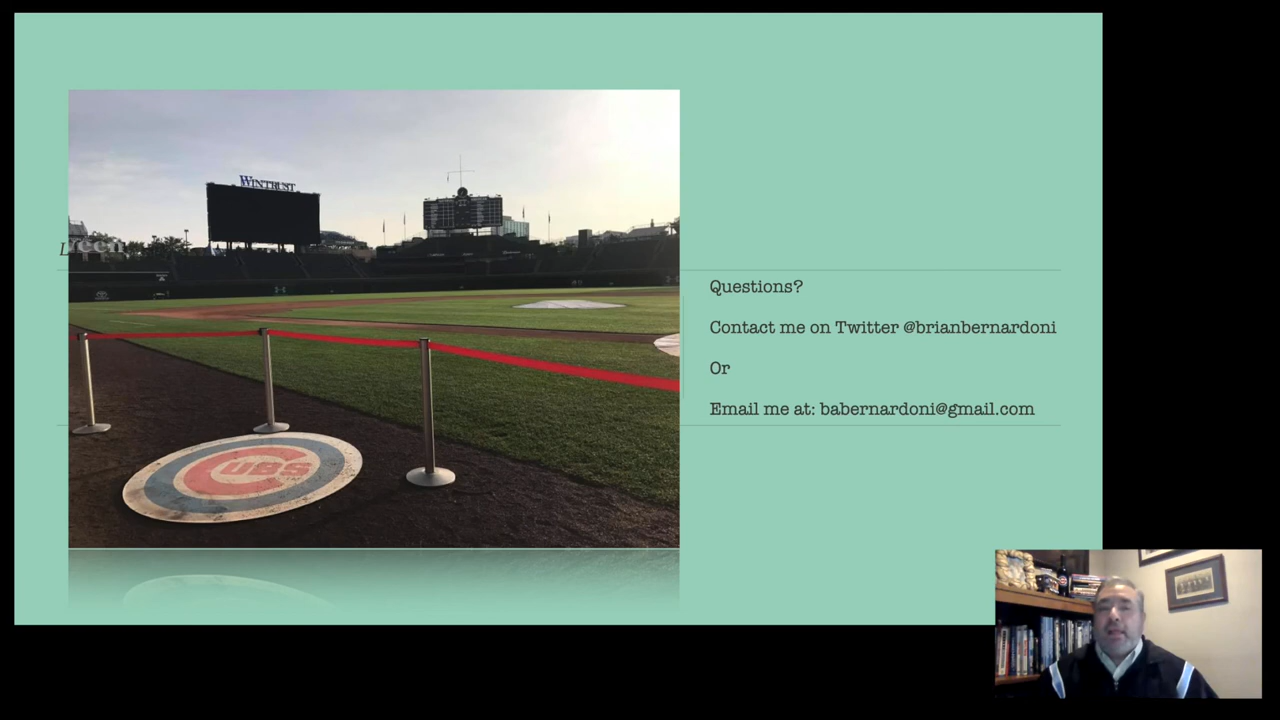 WINTRUST
CUBS
Questions?
Contact me on Twitter @brianbernardoni
Or
Email me at: babernardoni@gmail.com